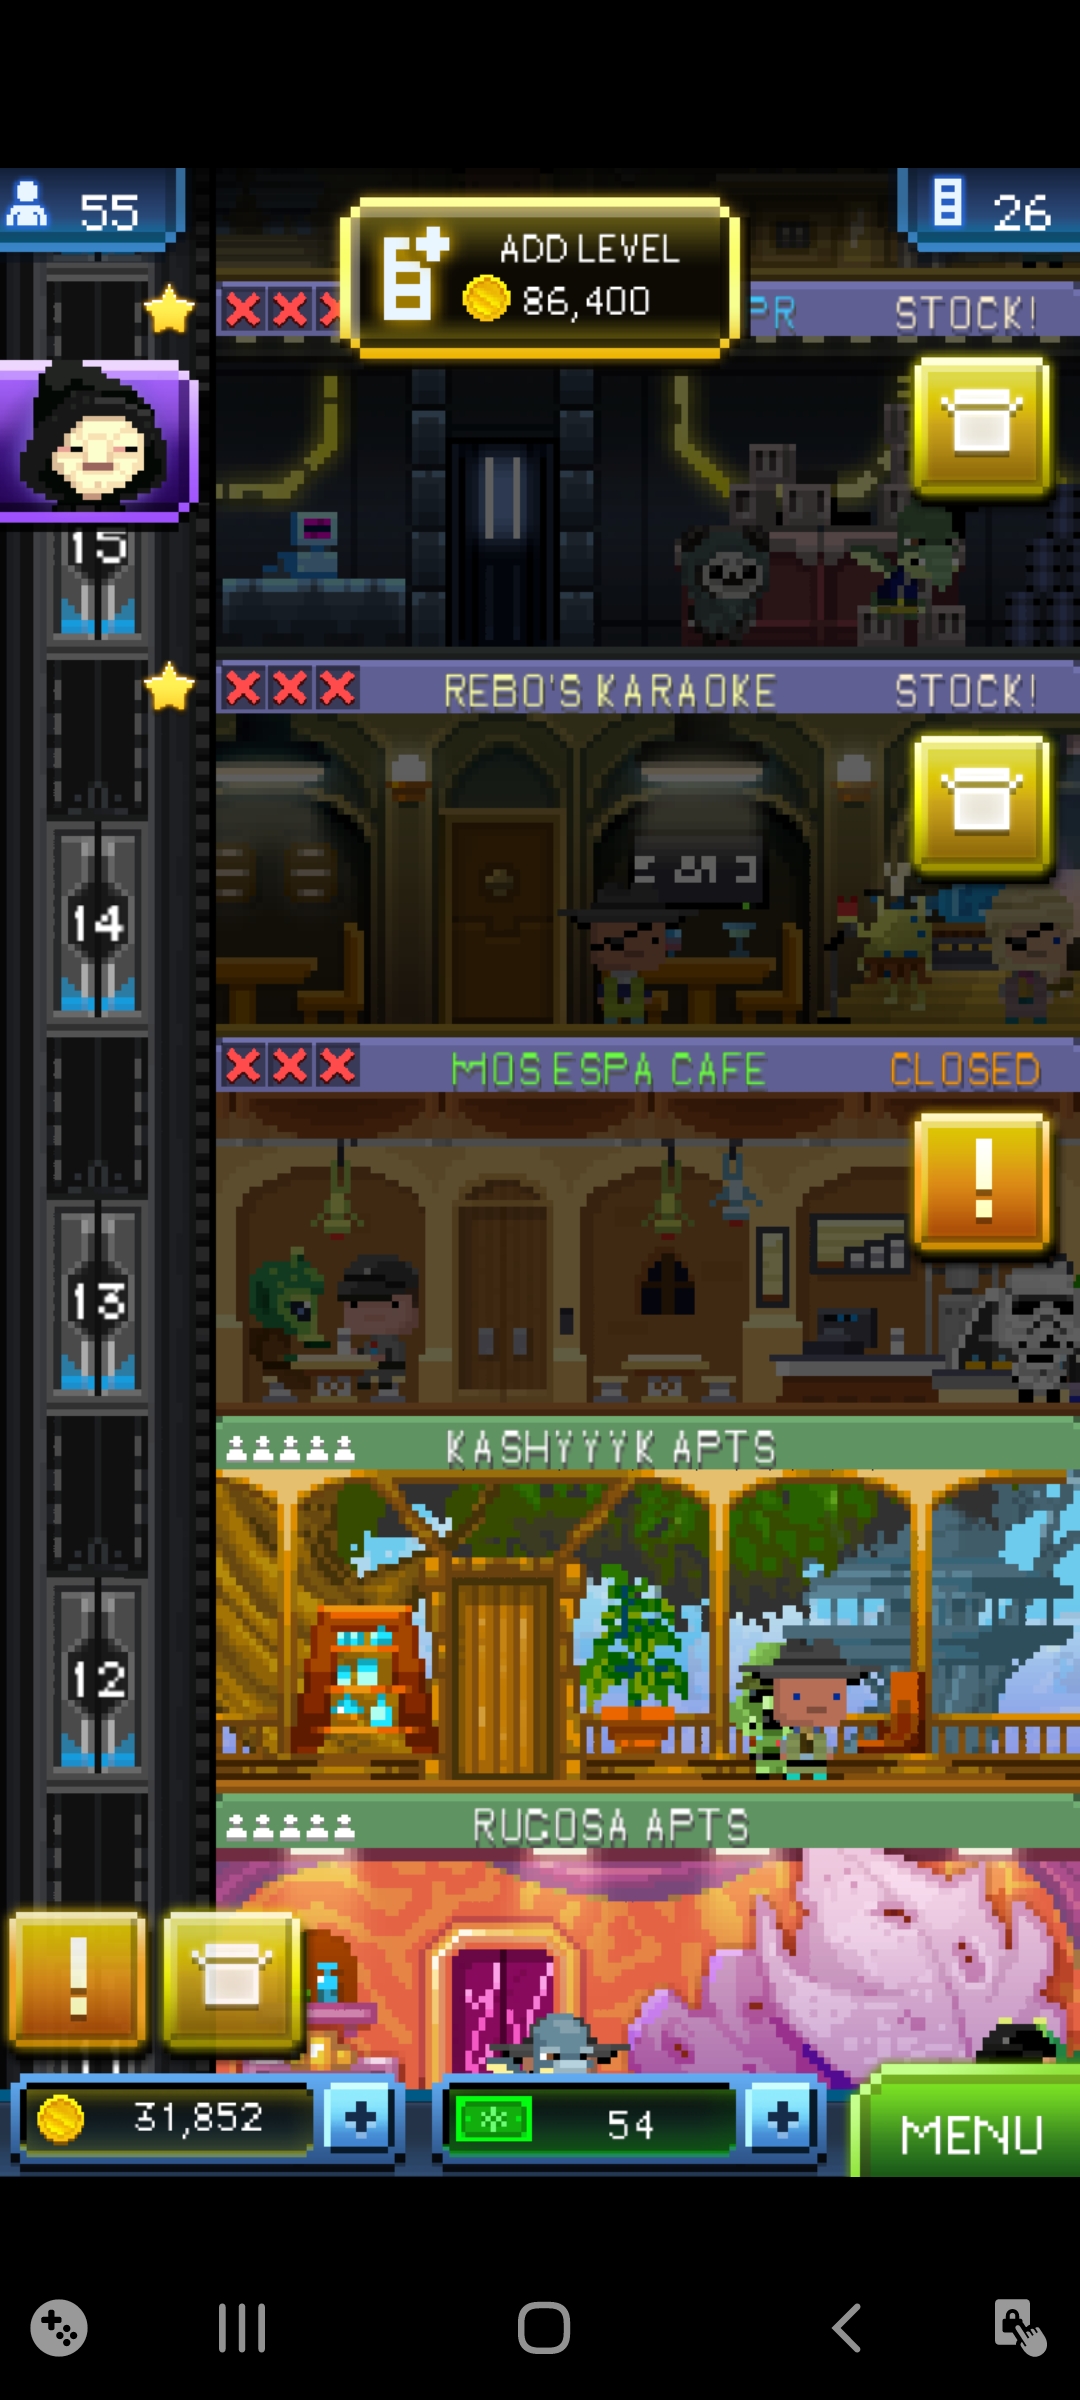 55
ADD LEVEL
86,400
26
PR
STOCK!
15
REBO'S KARAOKE
STOCK!
14
MOS ESPA CAFE
CLOSED
!
13
KASHYYYK APTS
12
RUCOSA APTS
!
31,852
+
54
+
MENU